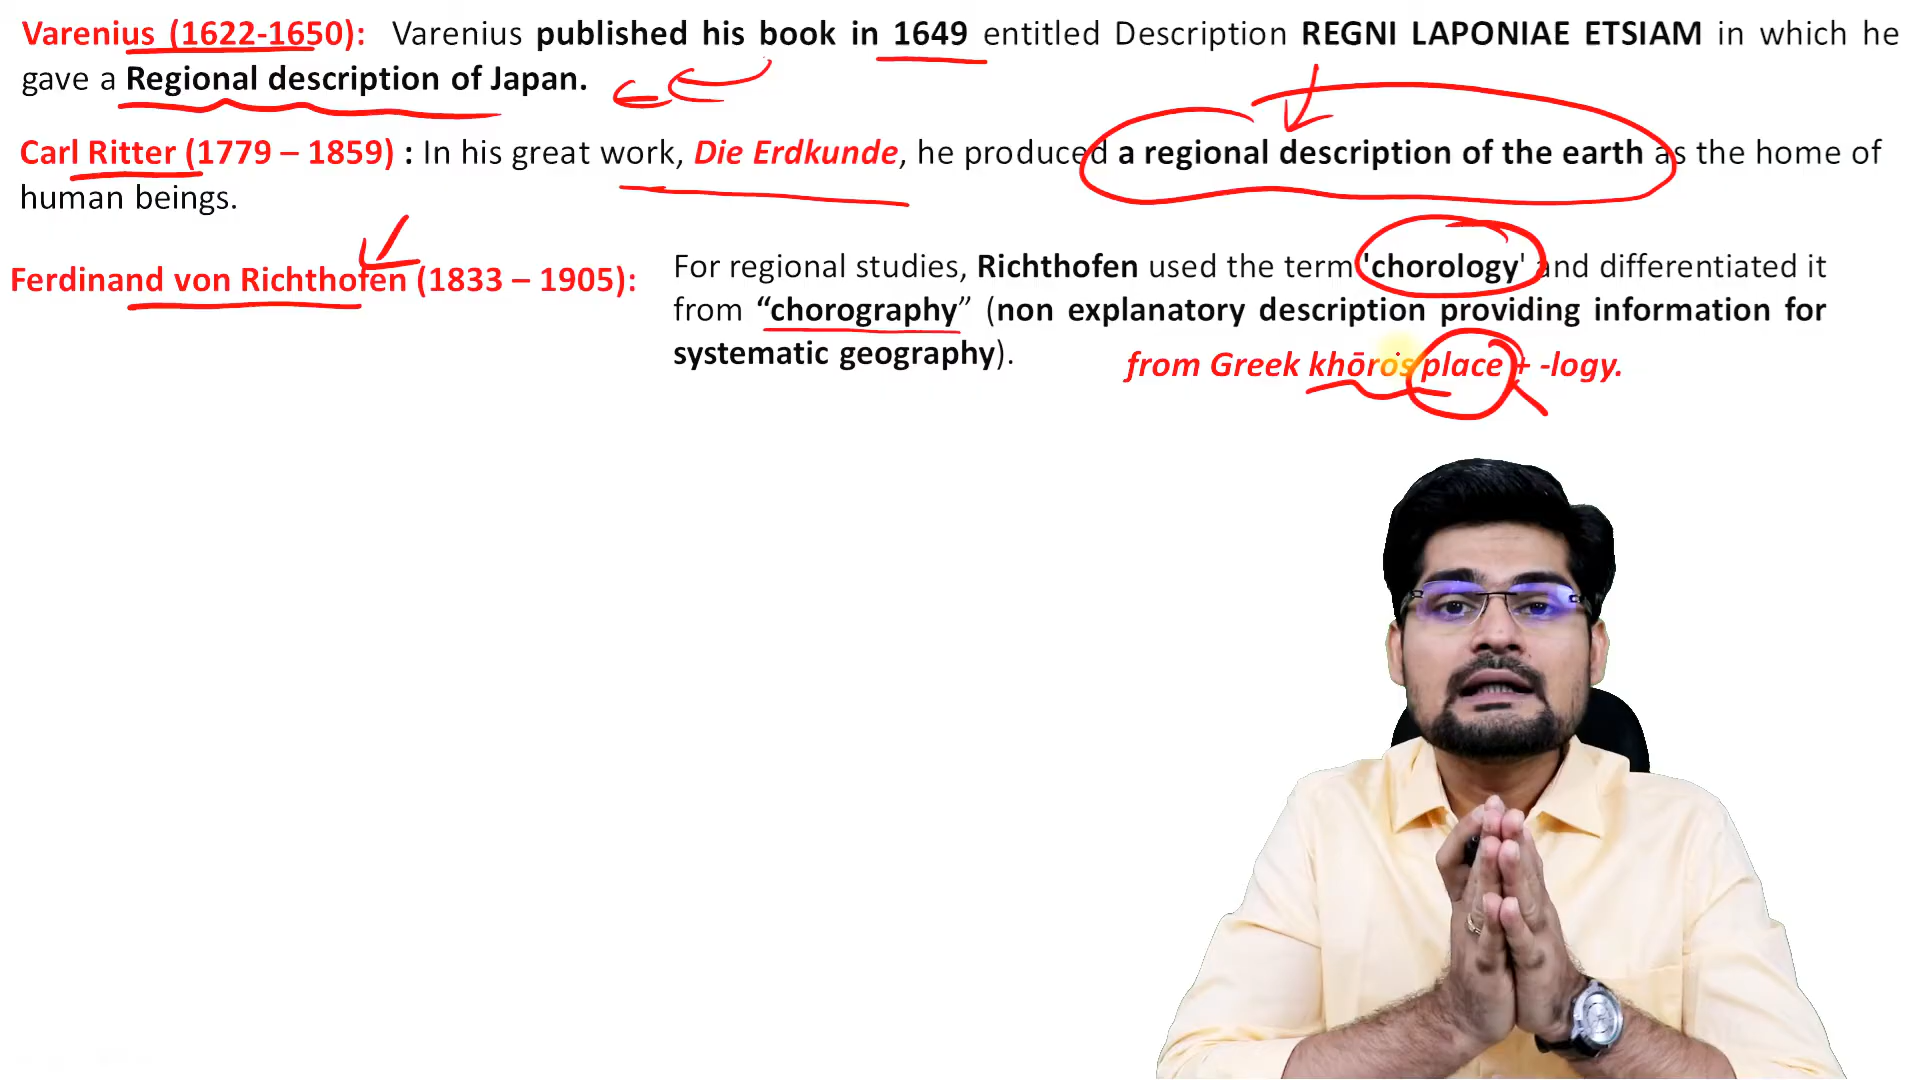 Varenius (1622-1650): Varenius published his book in 1649 entitled Description REGNI LAPONIAE ETSIAM in which he
gave a Regional description of Japan.
Carl Ritter (1779 – 1859) : In his great work, Die Erdkunde, he produced a regional description of the earth as the home of
human beings.
Ferdinand von Richthofen (1833 – 1905):
For regional studies, Richthofen used the term 'chorology' and differentiated it
from “chorography” (non explanatory description providing information for
systematic geography).
from Greek khōros place + -logy.